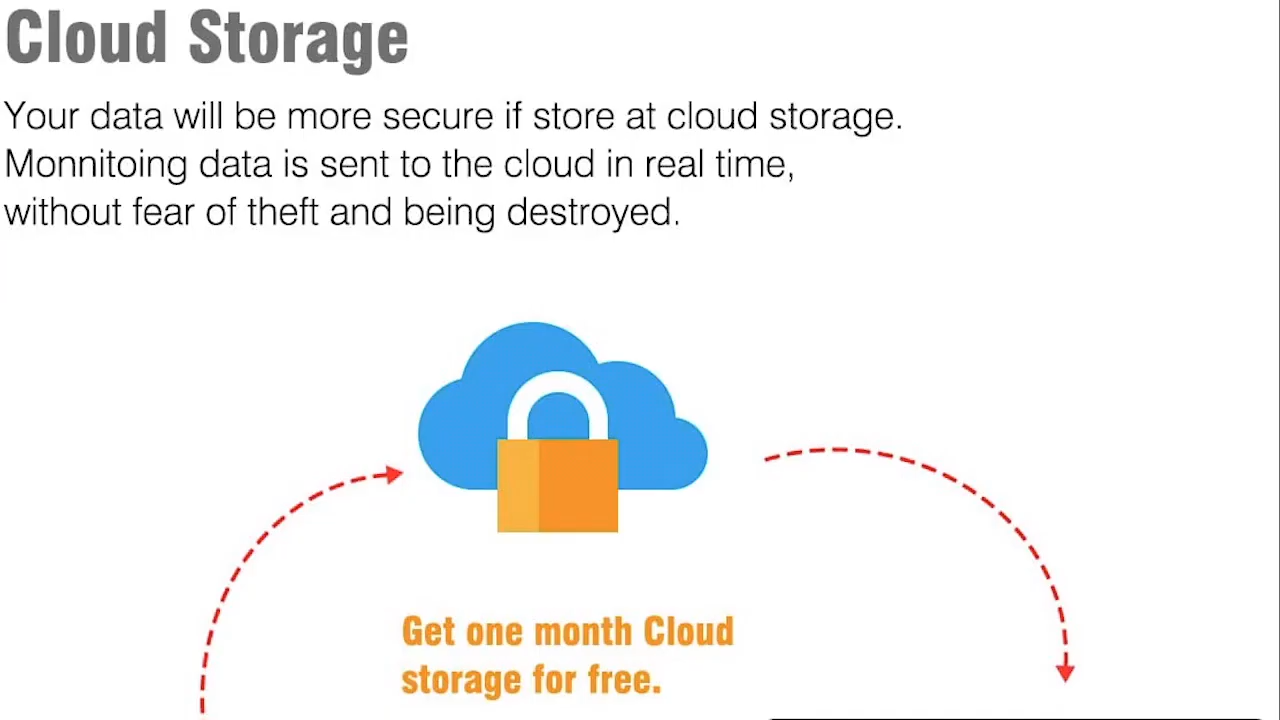 Cloud Storage
Your data will be more secure if store at cloud storage.
Monnitoing data is sent to the cloud in real time,
without fear of theft and being destroyed.
Get one month Cloud
storage for free.